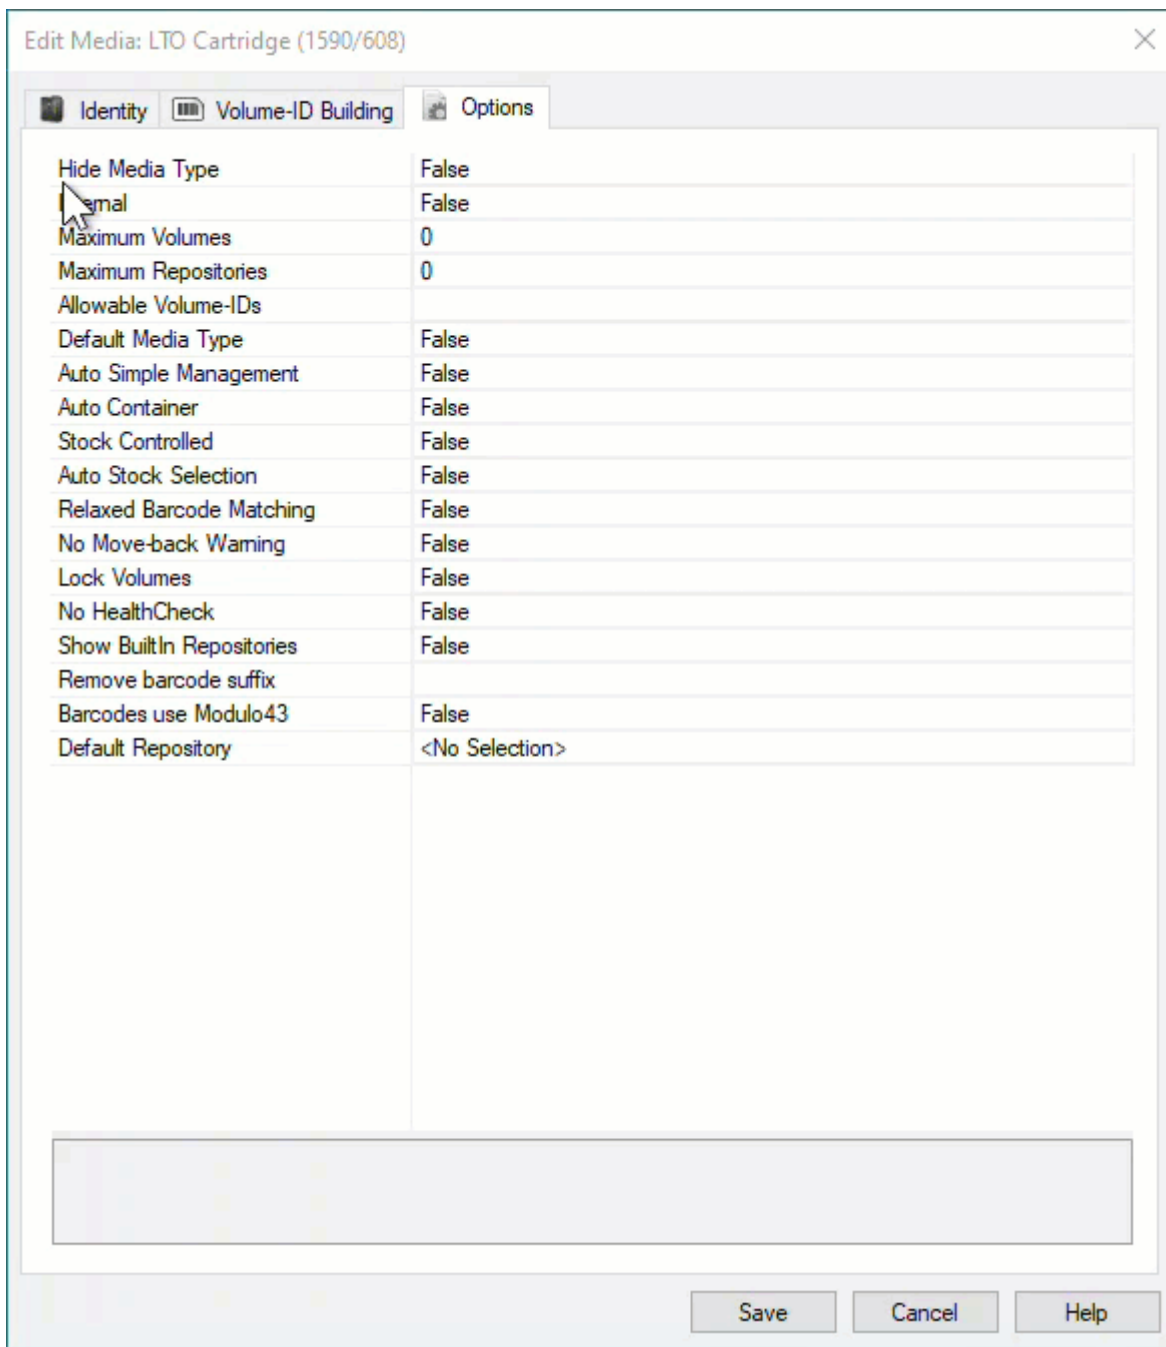 Edit Media: LTO Cartridge (1590/608)
Identity Volume-ID Building Options
Hide Media Type False
False
Maximum Volumes 0
Maximum Repositories 0
Allowable Volume-IDs
Default Media Type False
Auto Simple Management False
Auto Container False
Stock Controlled False
Auto Stock Selection False
Relaxed Barcode Matching False
No Move-back Warning False
Lock Volumes False
No HealthCheck False
Show BuiltIn Repositories False
Remove barcode suffix
Barcodes use Modulo43 False
Default Repository <No Selection>
Save Cancel Help